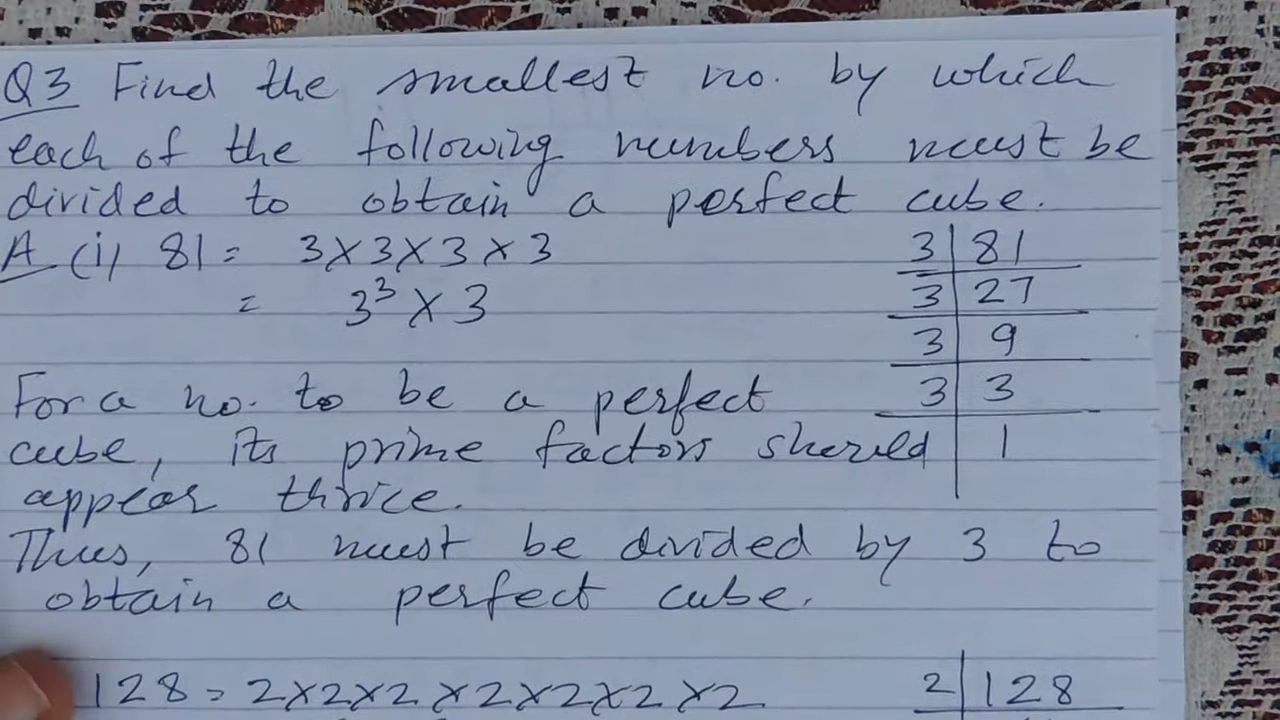 Q3 Find the smallest no. by which
each of the following numbers must be
divided to obtain a perfect cube.
A (i) 81 = 3×3×3×3
= 3³×3
3|81
3|27
3|9
3|3
|1
For a no. to be a perfect
cube, its prime factors should
appear thrice.
Thus, 81 must be divided by 3 to
obtain a perfect cube.
128 = 2×2×2×2×2×2×2
2|128